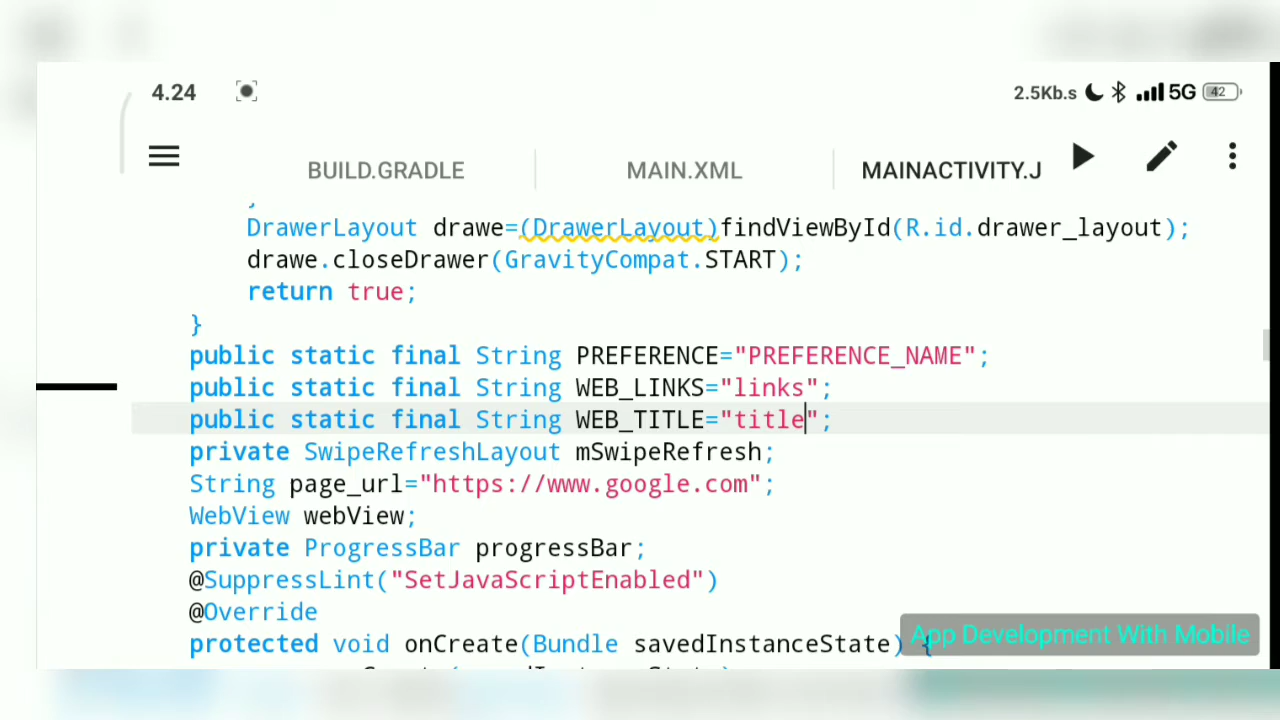 4.24
2.5Kb.s 5G 42
BUILD.GRADLE MAIN.XML MAINACTIVITY.J
}
DrawerLayout drawe=(DrawerLayout)findViewById(R.id.drawer_layout);
drawe.closeDrawer(GravityCompat.START);
return true;
}
public static final String PREFERENCE="PREFERENCE_NAME";
public static final String WEB_LINKS="links";
public static final String WEB_TITLE="title";
private SwipeRefreshLayout mSwipeRefresh;
String page_url="https://www.google.com";
WebView webView;
private ProgressBar progressBar;
@SuppressLint("SetJavaScriptEnabled")
@Override
protected void onCreate(Bundle savedInstanceState) {
App Development With Mobile